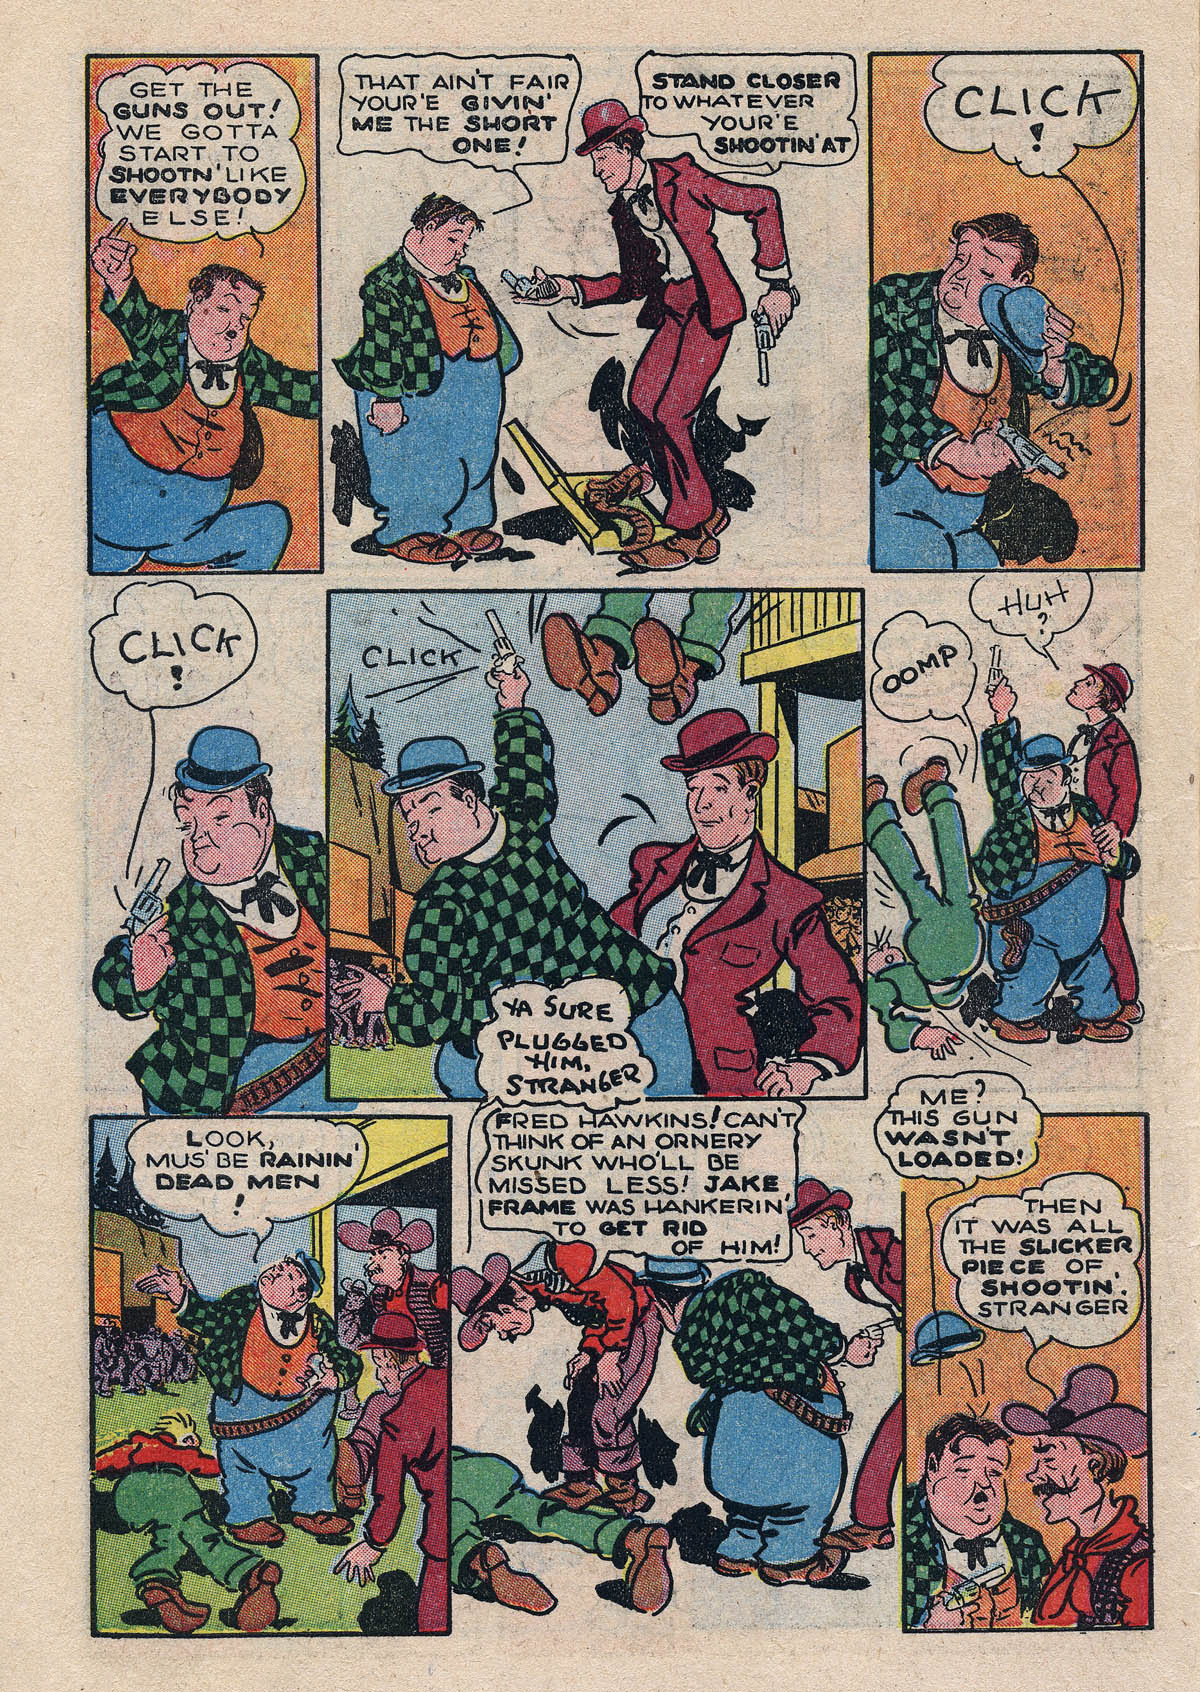 GET THE
GUNS OUT!
WE GOTTA
START TO
SHOOTN' LIKE
EVERYBODY
ELSE!
THAT AIN'T FAIR
YOUR'E GIVIN'
ME THE SHORT
ONE!
STAND CLOSER
TO WHATEVER
YOUR'E
SHOOTIN' AT
CLICK
!
CLICK
!
CLICK
OOMP
HUH
?
LOOK,
MUS' BE RAININ'
DEAD MEN
!
YA SURE
PLUGGED
HIM,
STRANGER
FRED HAWKINS! CAN'T
THINK OF AN ORNERY
SKUNK WHO'LL BE
MISSED LESS! JAKE
FRAME WAS HANKERIN'
TO GET RID
OF HIM!
ME?
THIS GUN
WASN'T
LOADED!
THEN
IT WAS ALL
THE SLICKER
PIECE OF
SHOOTIN',
STRANGER